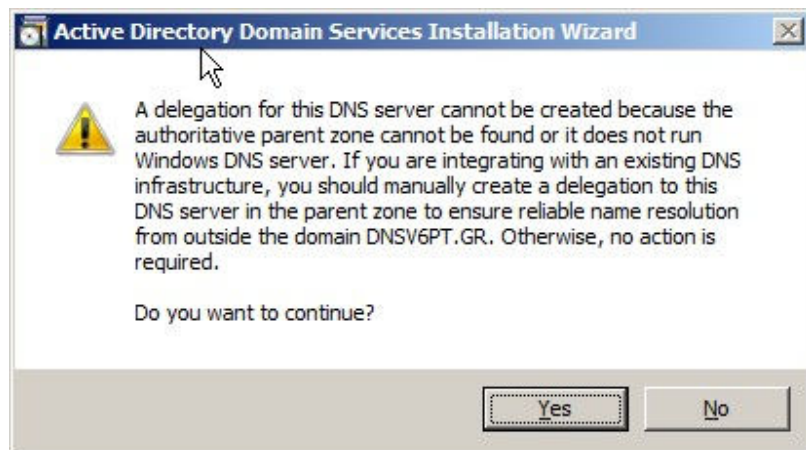 Active Directory Domain Services Installation Wizard
A delegation for this DNS server cannot be created because the
authoritative parent zone cannot be found or it does not run
Windows DNS server. If you are integrating with an existing DNS
infrastructure, you should manually create a delegation to this
DNS server in the parent zone to ensure reliable name resolution
from outside the domain DNSV6PT.GR. Otherwise, no action is
required.
Do you want to continue?
Yes No